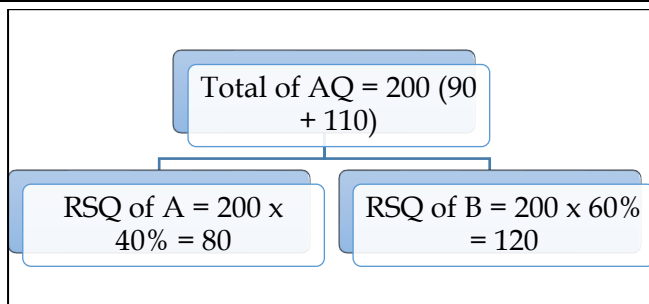 Total of AQ = 200 (90
+ 110)
RSQ of A = 200 x
40% = 80
RSQ of B = 200 x 60%
= 120